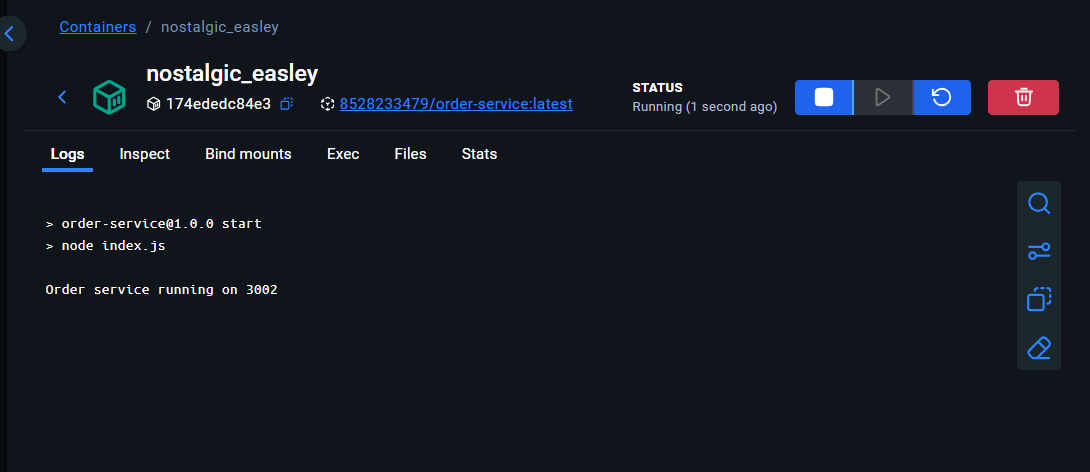 Containers / nostalgic_easley
nostalgic_easley
174ededc84e3 8528233479/order-service:latest
STATUS
Running (1 second ago)
Logs Inspect Bind mounts Exec Files Stats
> order-service@1.0.0 start
> node index.js
Order service running on 3002